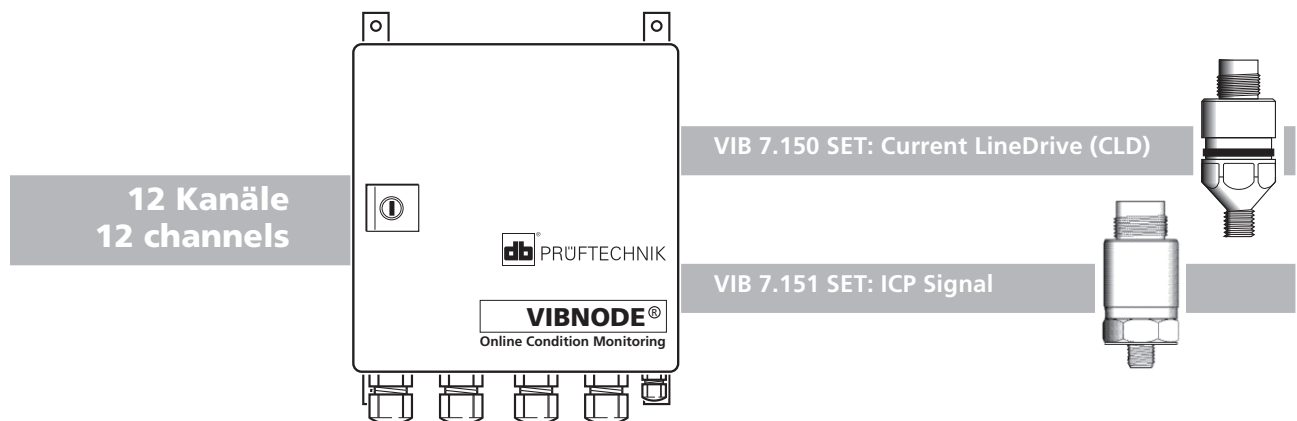 12 Kanäle
12 channels
db® PRÜFTECHNIK
VIBNODE®
Online Condition Monitoring
VIB 7.150 SET: Current LineDrive (CLD)
VIB 7.151 SET: ICP Signal